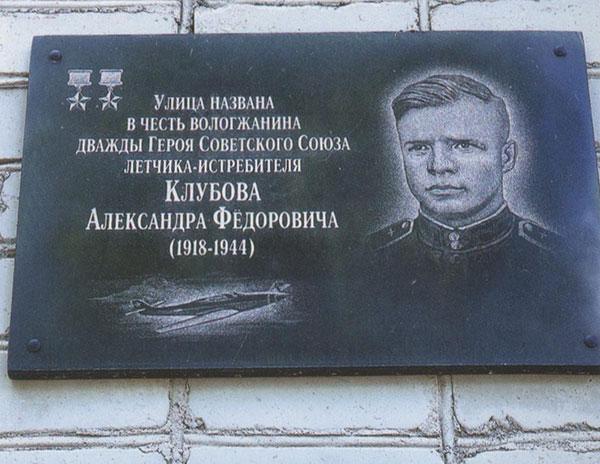 Улица названа
в честь вологжанина
дважды Героя Советского Союза
летчика-истребителя
Клубова
Александра Фёдоровича
(1918-1944)